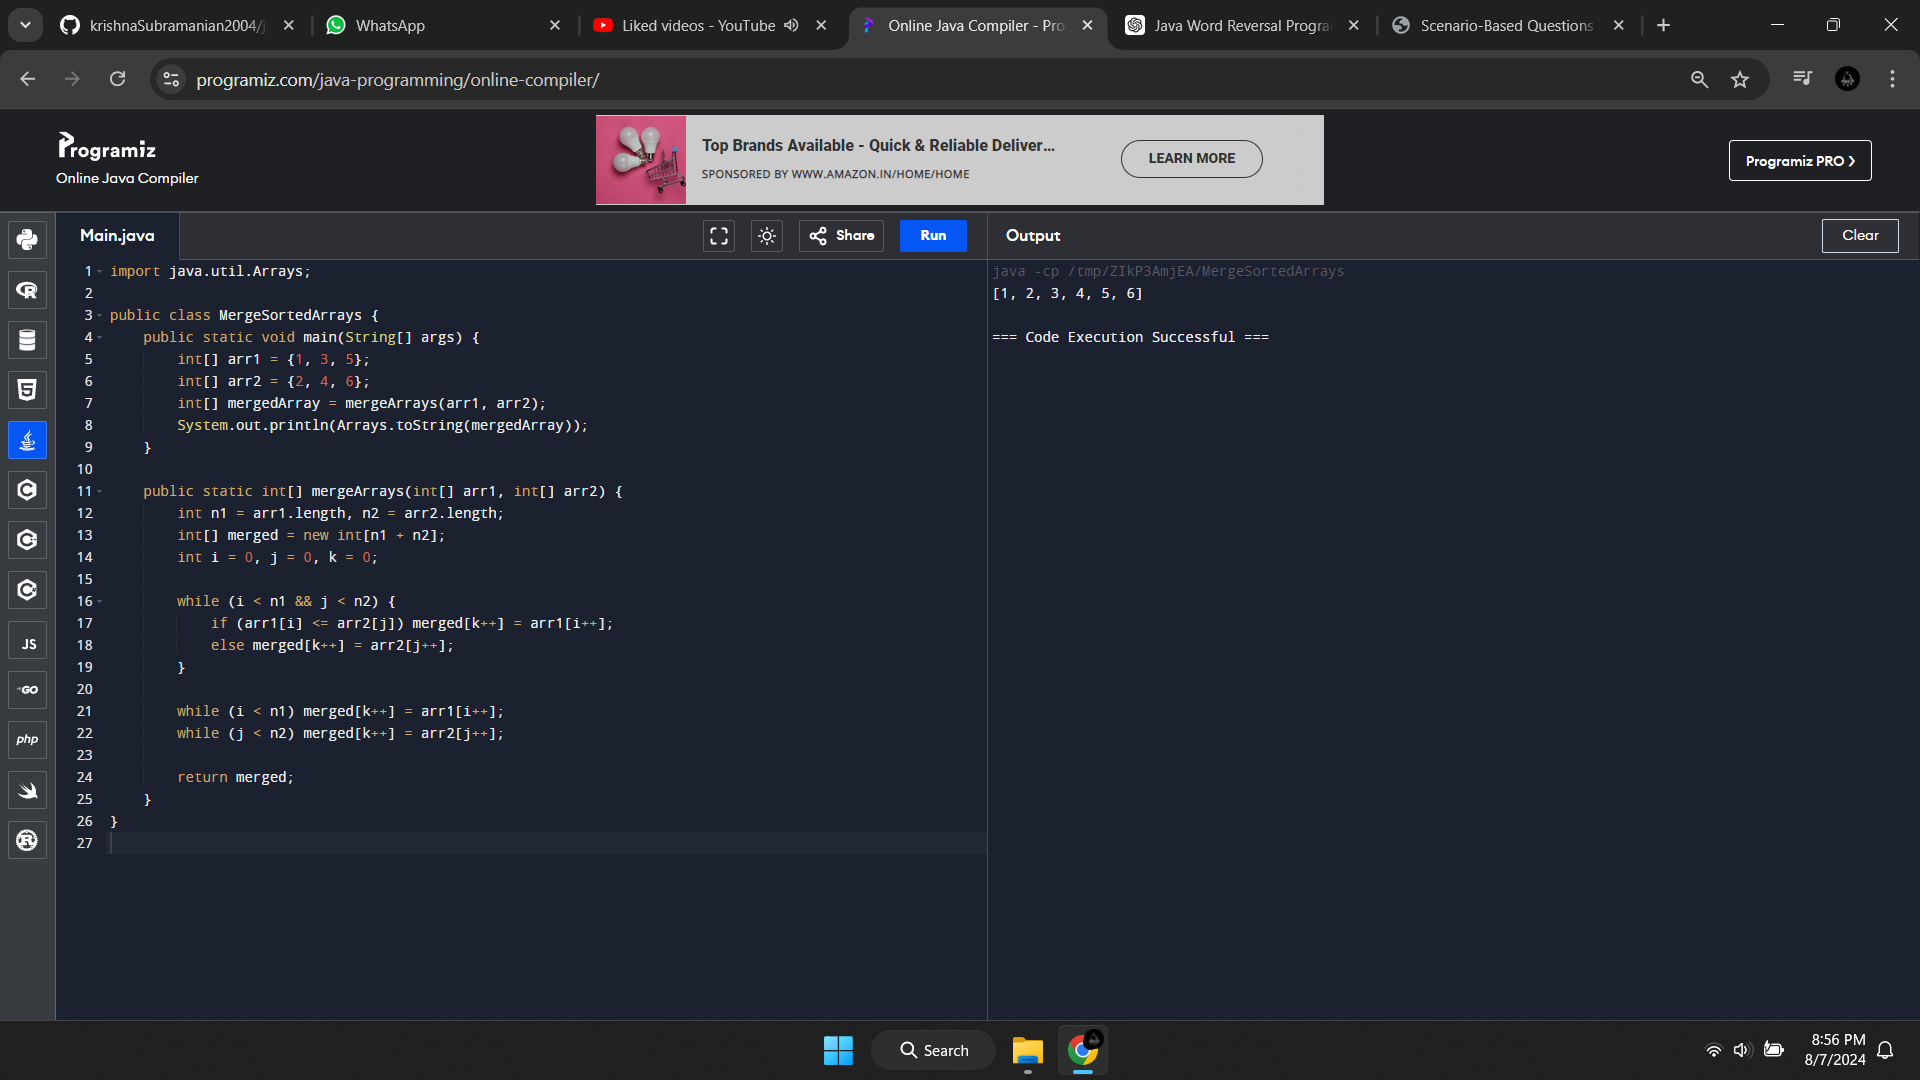 krishnaSubramanian2004/j
WhatsApp
Liked videos - YouTube
Online Java Compiler - Pro
Java Word Reversal Progra
Scenario-Based Questions
programiz.com/java-programming/online-compiler/
Programiz
Online Java Compiler
Top Brands Available - Quick & Reliable Deliver...
SPONSORED BY WWW.AMAZON.IN/HOME/HOME
LEARN MORE
Programiz PRO >
Main.java
Share
Run
Output
Clear
1 import java.util.Arrays;
2
3 public class MergeSortedArrays {
4     public static void main(String[] args) {
5         int[] arr1 = {1, 3, 5};
6         int[] arr2 = {2, 4, 6};
7         int[] mergedArray = mergeArrays(arr1, arr2);
8         System.out.println(Arrays.toString(mergedArray));
9     }
10
11     public static int[] mergeArrays(int[] arr1, int[] arr2) {
12         int n1 = arr1.length, n2 = arr2.length;
13         int[] merged = new int[n1 + n2];
14         int i = 0, j = 0, k = 0;
15
16         while (i < n1 && j < n2) {
17             if (arr1[i] <= arr2[j]) merged[k++] = arr1[i++];
18             else merged[k++] = arr2[j++];
19         }
20
21         while (i < n1) merged[k++] = arr1[i++];
22         while (j < n2) merged[k++] = arr2[j++];
23
24         return merged;
25     }
26 }
27
java -cp /tmp/ZIkP3AmjEA/MergeSortedArrays
[1, 2, 3, 4, 5, 6]
=== Code Execution Successful ===
JS
GO
php
Search
8:56 PM
8/7/2024